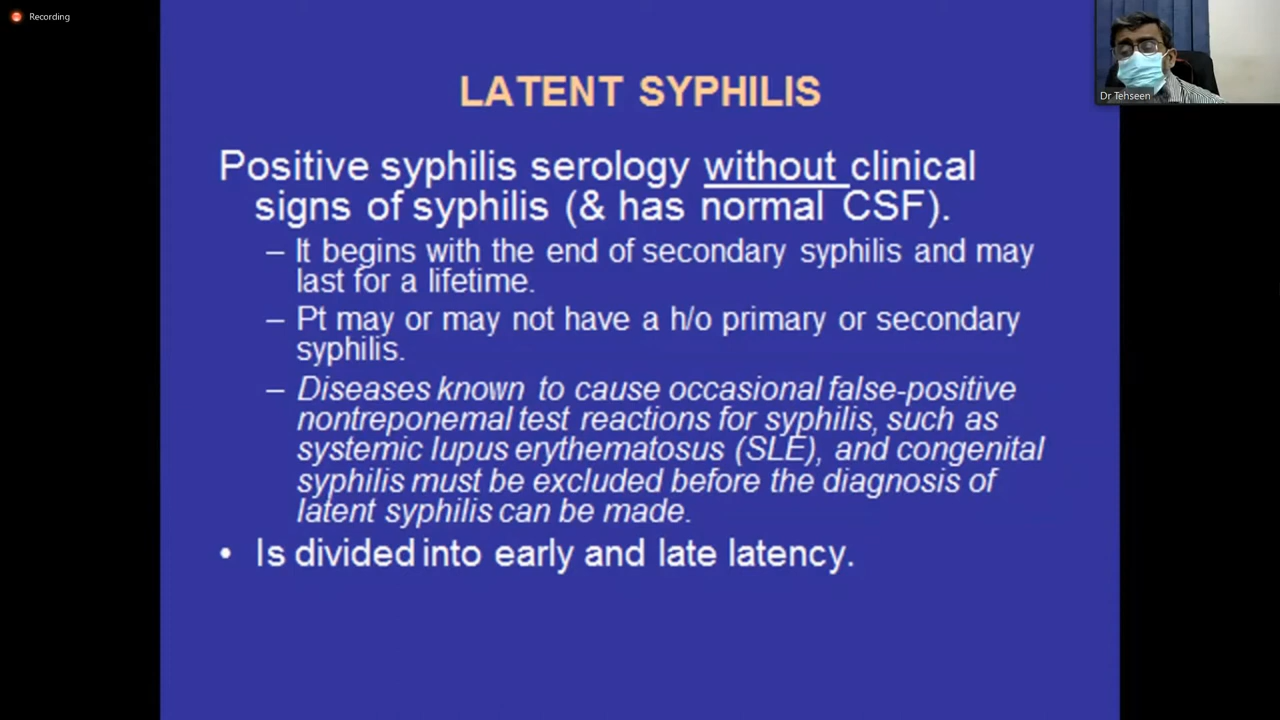 Recording
Dr Tehseen
LATENT SYPHILIS
Positive syphilis serology without clinical
signs of syphilis (& has normal CSF).
– It begins with the end of secondary syphilis and may
last for a lifetime.
– Pt may or may not have a h/o primary or secondary
syphilis.
– Diseases known to cause occasional false-positive
nontreponemal test reactions for syphilis, such as
systemic lupus erythematosus (SLE), and congenital
syphilis must be excluded before the diagnosis of
latent syphilis can be made.
• Is divided into early and late latency.